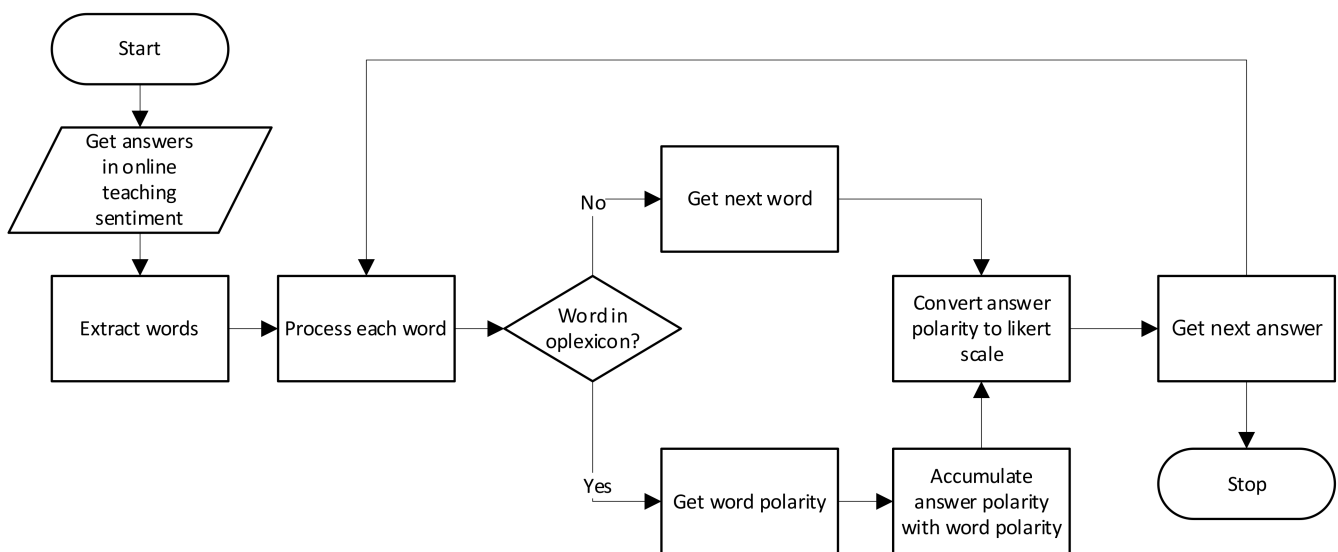 Start
Get answers
in online
teaching
sentiment
Extract words
Process each word
Word in
oplexicon?
No
Get next word
Yes
Get word polarity
Accumulate
answer polarity
with word polarity
Convert answer
polarity to likert
scale
Get next answer
Stop